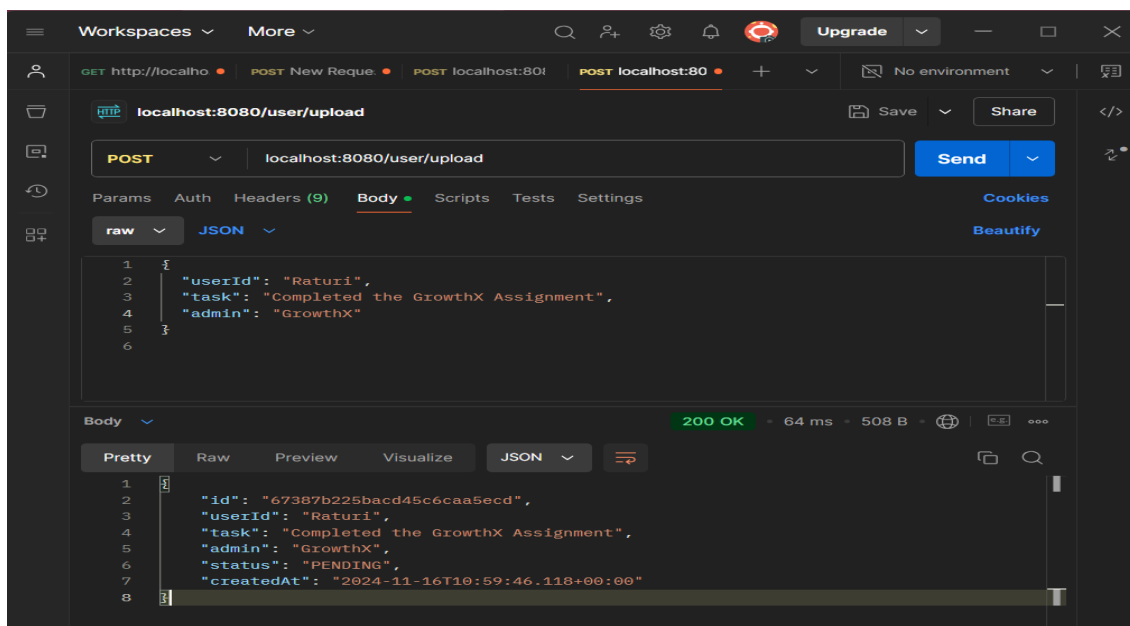 Workspaces More Upgrade
GET http://localho POST New Reque. POST localhost:808 POST localhost:80 No environment
HTTP localhost:8080/user/upload Save Share
POST localhost:8080/user/upload Send
Params Auth Headers (9) Body Scripts Tests Settings Cookies
raw JSON Beautify
1 {
2 "userId": "Raturi",
3 "task": "Completed the GrowthX Assignment",
4 "admin": "GrowthX"
5 }
6
Body 200 OK 64 ms 508 B e.g.
Pretty Raw Preview Visualize JSON
1 {
2 "id": "67387b225bacd45c6caa5ecd",
3 "userId": "Raturi",
4 "task": "Completed the GrowthX Assignment",
5 "admin": "GrowthX",
6 "status": "PENDING",
7 "createdAt": "2024-11-16T10:59:46.118+00:00"
8 }